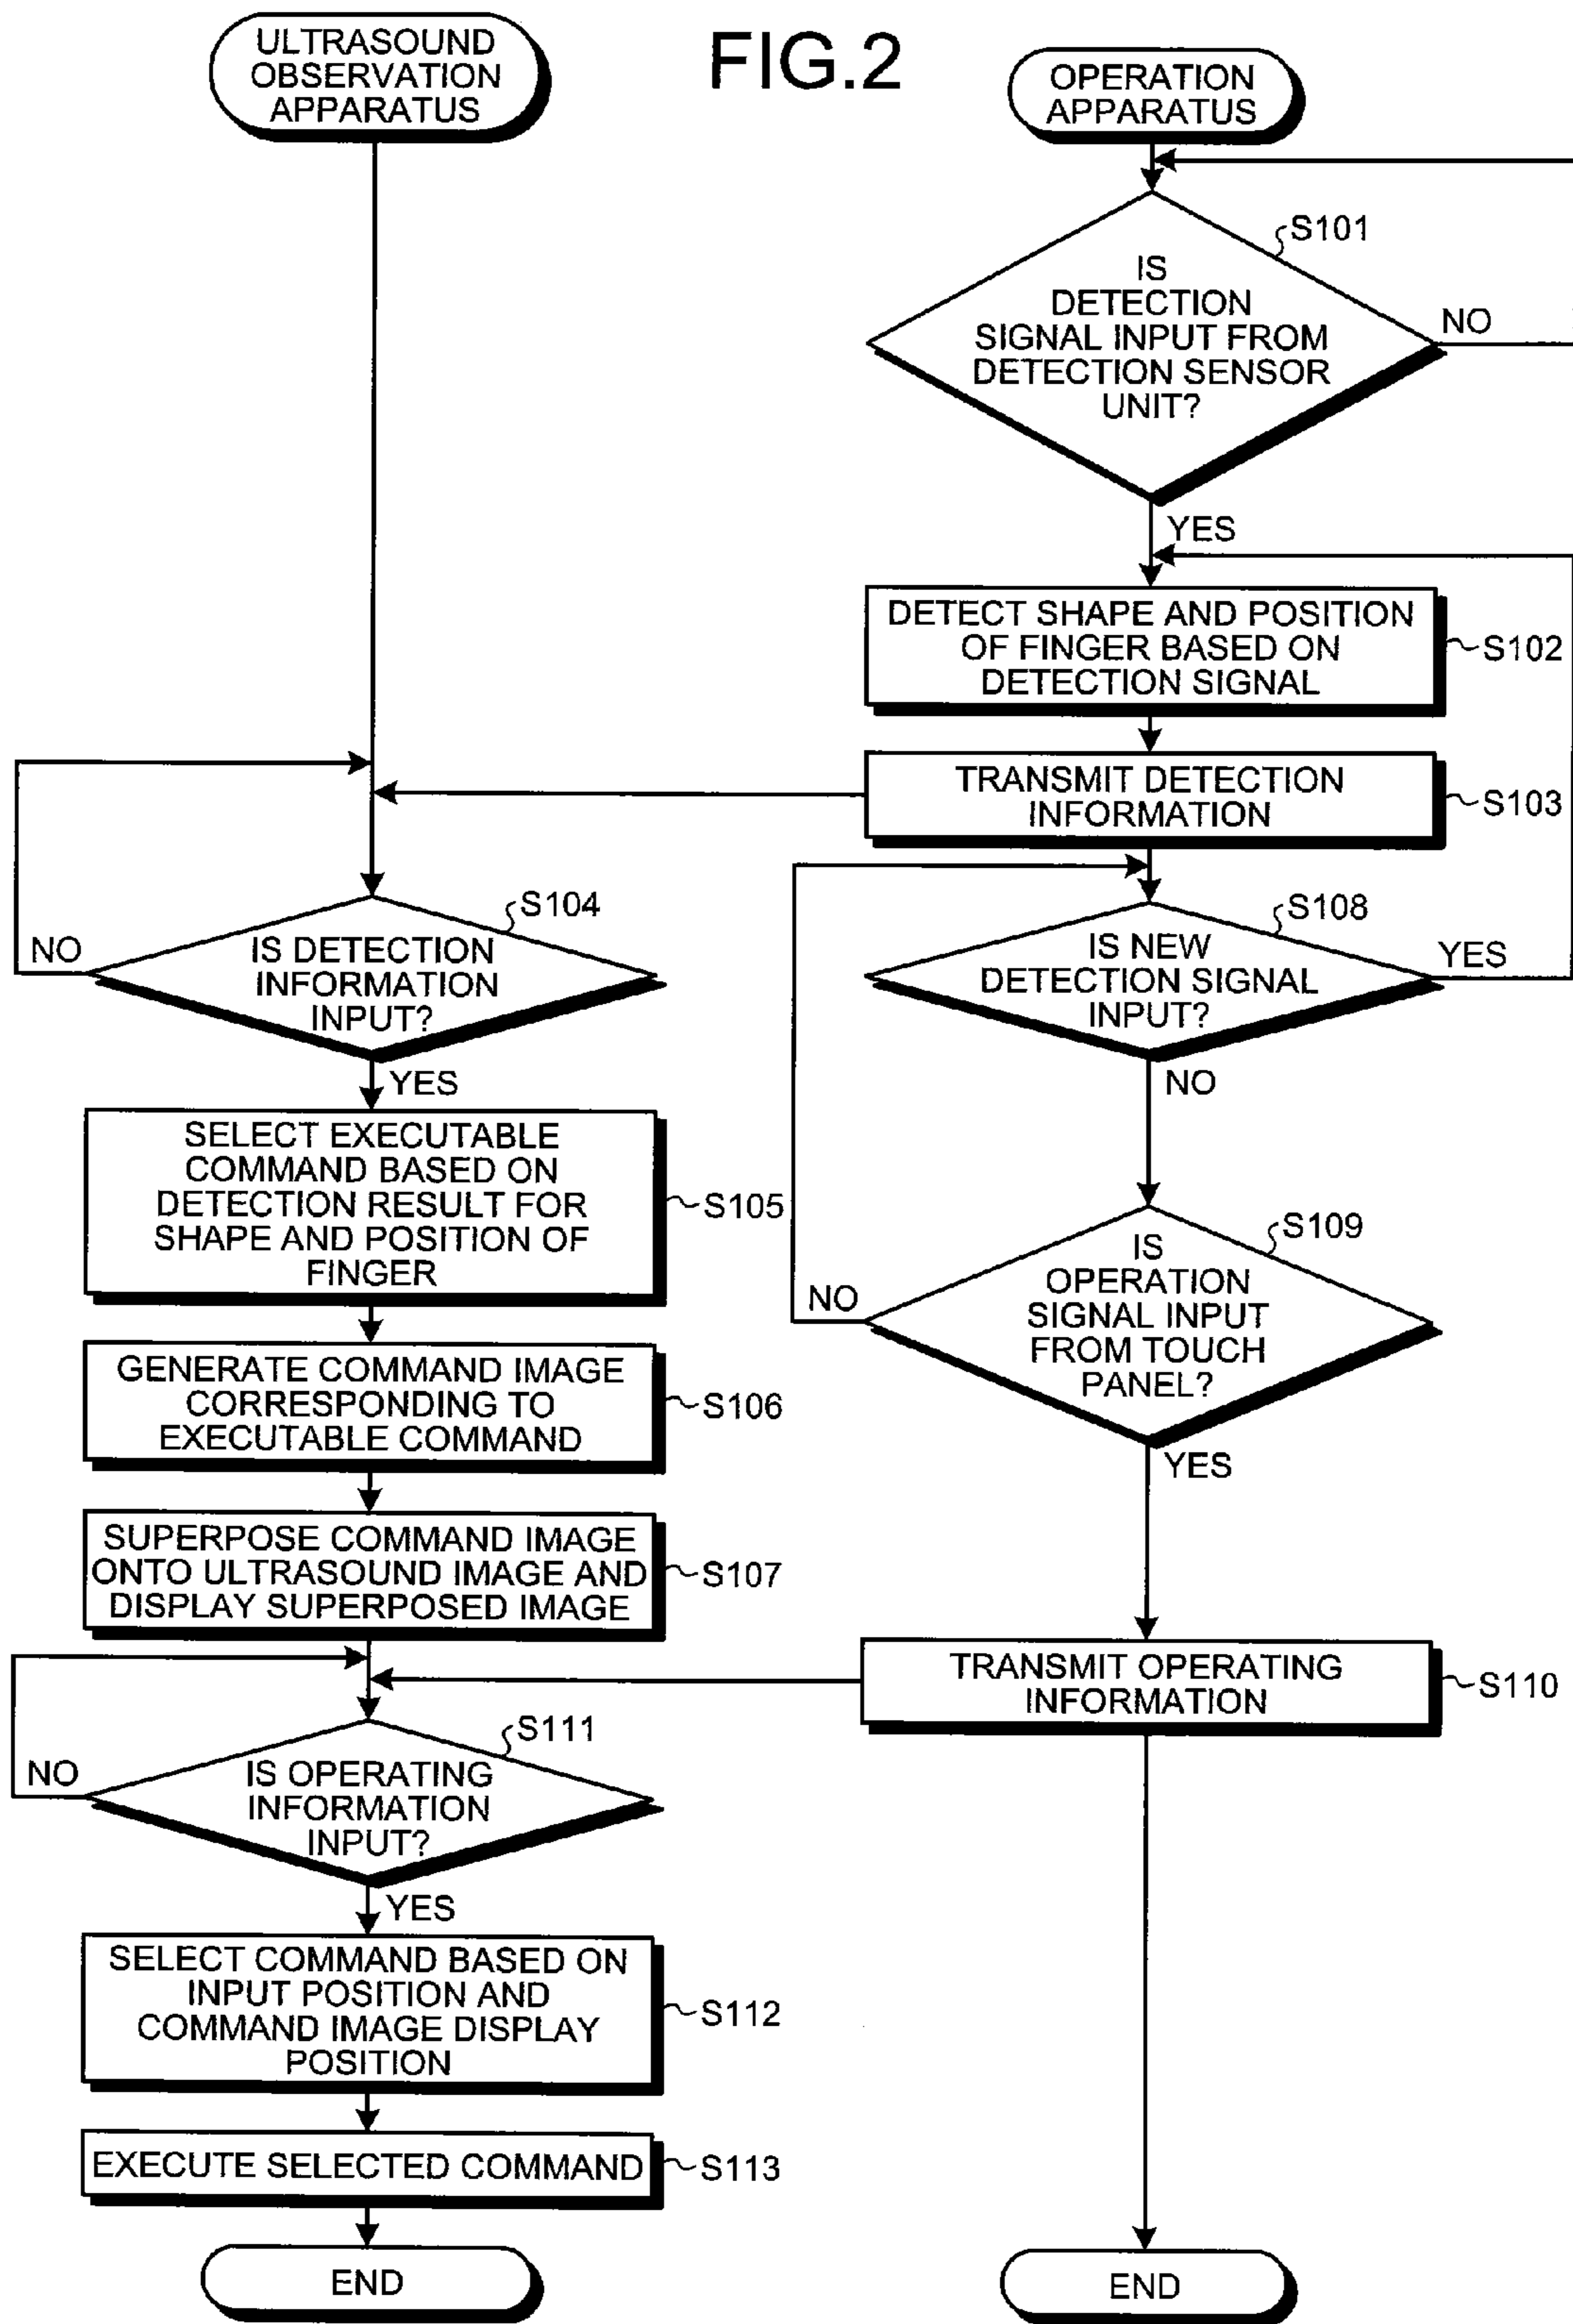 FIG.2
ULTRASOUND
OBSERVATION
APPARATUS
OPERATION
APPARATUS
S101
IS
DETECTION
SIGNAL INPUT FROM
DETECTION SENSOR
UNIT?
NO
YES
DETECT SHAPE AND POSITION
OF FINGER BASED ON
DETECTION SIGNAL
S102
TRANSMIT DETECTION
INFORMATION
S103
S104
IS DETECTION
INFORMATION
INPUT?
NO
YES
S108
IS NEW
DETECTION SIGNAL
INPUT?
YES
NO
SELECT EXECUTABLE
COMMAND BASED ON
DETECTION RESULT FOR
SHAPE AND POSITION OF
FINGER
S105
S109
IS
OPERATION
SIGNAL INPUT
FROM TOUCH
PANEL?
NO
YES
GENERATE COMMAND IMAGE
CORRESPONDING TO
EXECUTABLE COMMAND
S106
SUPERPOSE COMMAND IMAGE
ONTO ULTRASOUND IMAGE AND
DISPLAY SUPERPOSED IMAGE
S107
TRANSMIT OPERATING
INFORMATION
S110
S111
IS OPERATING
INFORMATION
INPUT?
NO
YES
SELECT COMMAND BASED ON
INPUT POSITION AND
COMMAND IMAGE DISPLAY
POSITION
S112
EXECUTE SELECTED COMMAND
S113
END
END